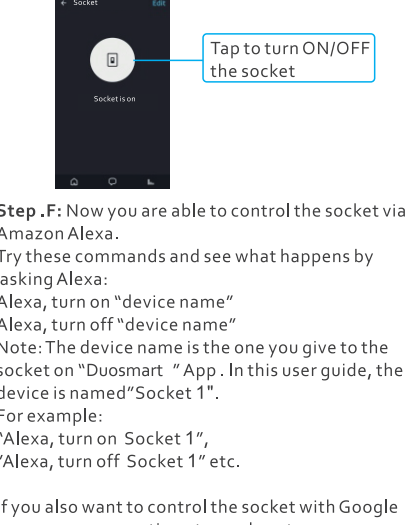 ← Socket Edit
Tap to turn ON/OFF
the socket
Socket is on
Step .F: Now you are able to control the socket via
Amazon Alexa.
Try these commands and see what happens by
asking Alexa:
Alexa, turn on “device name”
Alexa, turn off “device name”
Note: The device name is the one you give to the
socket on “Duosmart ” App . In this user guide, the
device is named”Socket 1".
For example:
“Alexa, turn on Socket 1”,
“Alexa, turn off Socket 1” etc.
If you also want to control the socket with Google